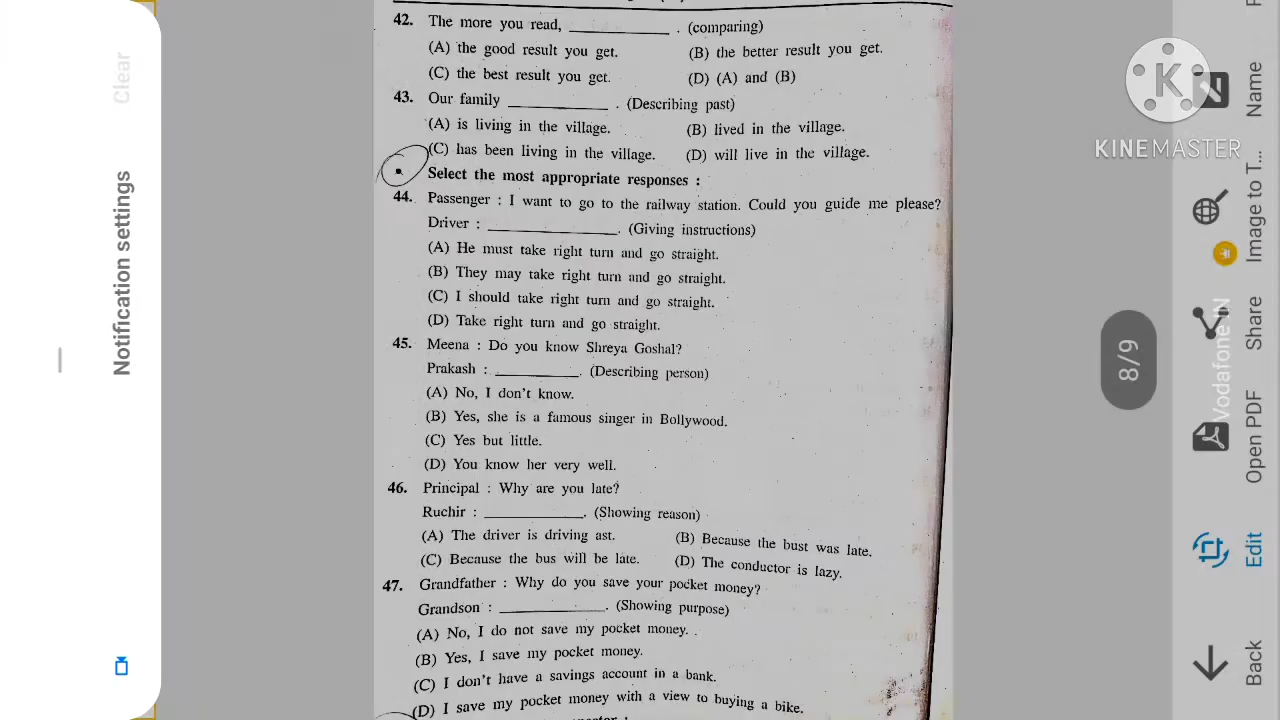 42. The more you read, ____________ . (comparing)
(A) the good result you get. (B) the better result you get.
(C) the best result you get. (D) (A) and (B)
43. Our family ____________ . (Describing past)
(A) is living in the village. (B) lived in the village.
(C) has been living in the village. (D) will live in the village.
Select the most appropriate responses :
44. Passenger : I want to go to the railway station. Could you guide me please?
Driver : ____________. (Giving instructions)
(A) He must take right turn and go straight.
(B) They may take right turn and go straight.
(C) I should take right turn and go straight.
(D) Take right turn and go straight.
45. Meena : Do you know Shreya Goshal?
Prakash : ____________. (Describing person)
(A) No, I don't know.
(B) Yes, she is a famous singer in Bollywood.
(C) Yes but little.
(D) You know her very well.
46. Principal : Why are you late?
Ruchir : ____________. (Showing reason)
(A) The driver is driving ast. (B) Because the bust was late.
(C) Because the bus will be late. (D) The conductor is lazy.
47. Grandfather : Why do you save your pocket money?
Grandson : ____________. (Showing purpose)
(A) No, I do not save my pocket money.
(B) Yes, I save my pocket money.
(C) I don't have a savings account in a bank.
(D) I save my pocket money with a view to buying a bike.
Clear
Notification settings
K
KINEMASTER
8/9
Vodafone IN
Name
Image to T...
Share
Open PDF
Edit
Back